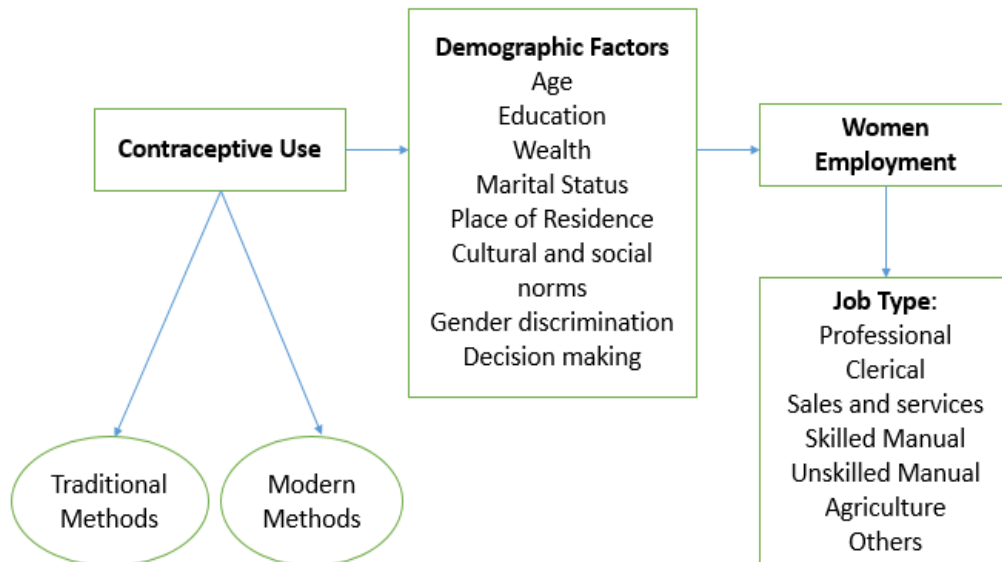 Contraceptive Use
Demographic Factors
Age
Education
Wealth
Marital Status
Place of Residence
Cultural and social
norms
Gender discrimination
Decision making
Women
Employment
Traditional
Methods
Modern
Methods
Job Type:
Professional
Clerical
Sales and services
Skilled Manual
Unskilled Manual
Agriculture
Others